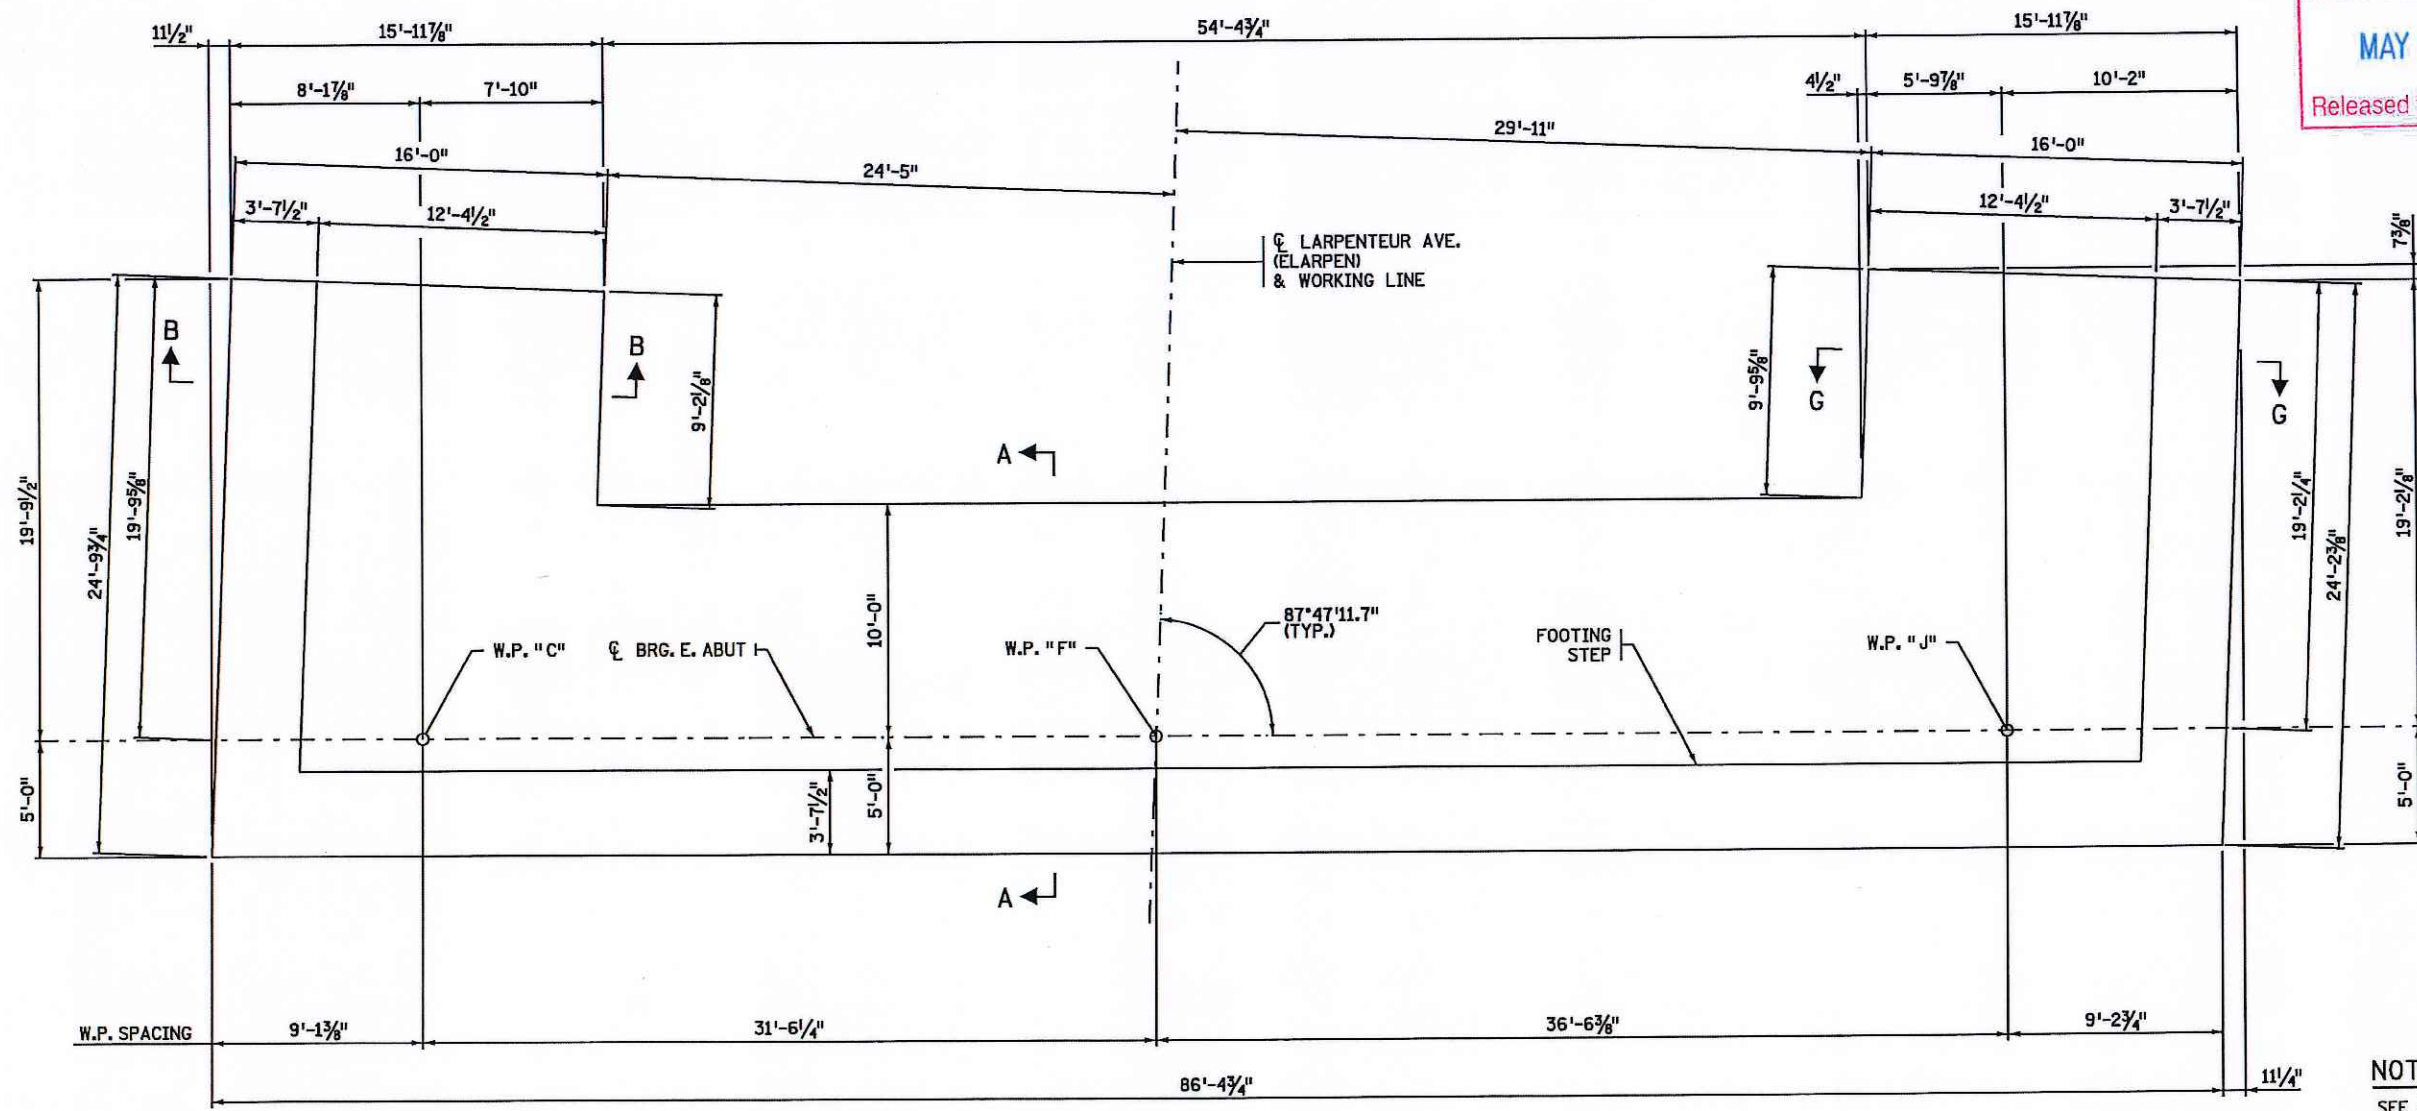 11½"
15'-11⅞"
54'-4¾"
15'-11⅞"
MAY
Released
8'-1⅞"
7'-10"
4½"
5'-9⅞"
10'-2"
16'-0"
24'-5"
29'-11"
16'-0"
3'-7½"
12'-4½"
12'-4½"
3'-7½"
7⅜"
℄ LARPENTEUR AVE.
(ELARPEN)
& WORKING LINE
B
B
9'-2⅛"
9'-9⅝"
G
G
A
19'-9½"
24'-9¾"
19'-9⅝"
19'-2¼"
24'-2⅜"
19'-2⅛"
10'-0"
87°47'11.7"
(TYP.)
W.P. "C"
℄ BRG. E. ABUT
W.P. "F"
FOOTING
STEP
W.P. "J"
5'-0"
3'-7½"
5'-0"
5'-0"
A
W.P. SPACING
9'-1⅜"
31'-6¼"
36'-6⅜"
9'-2¾"
86'-4¾"
11¼"